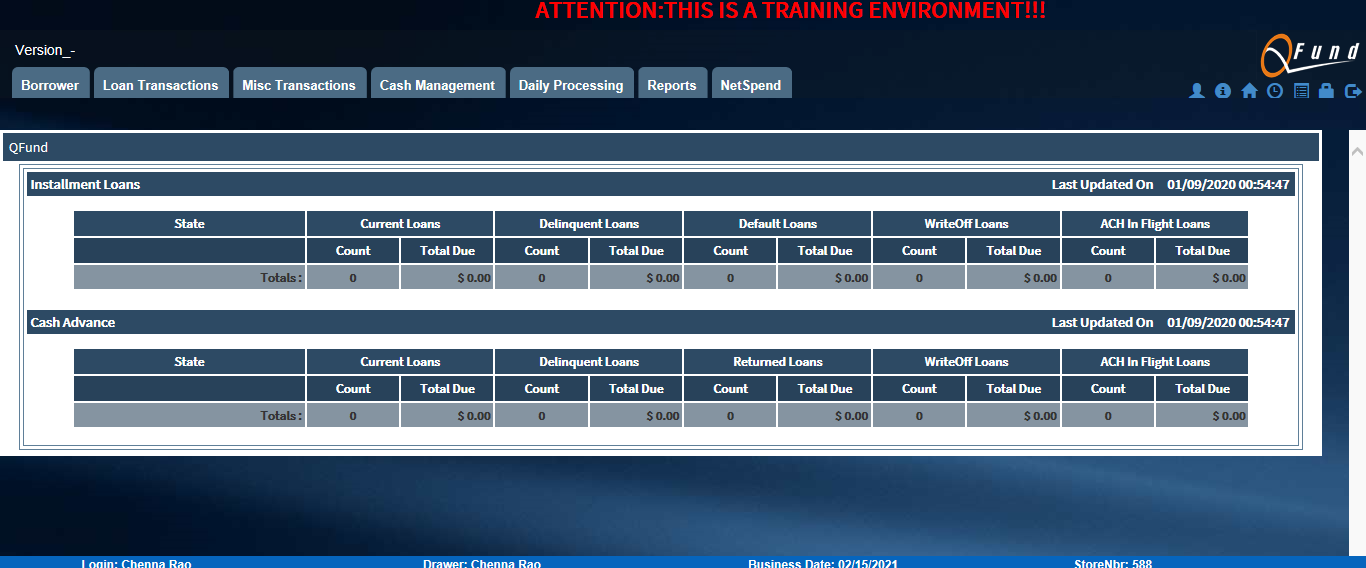 ATTENTION:THIS IS A TRAINING ENVIRONMENT!!!
Version_-
QFund
Borrower Loan Transactions Misc Transactions Cash Management Daily Processing Reports NetSpend
QFund
Installment Loans Last Updated On 01/09/2020 00:54:47
State Current Loans Delinquent Loans Default Loans WriteOff Loans ACH In Flight Loans
Count Total Due Count Total Due Count Total Due Count Total Due Count Total Due
Totals : 0 $ 0.00 0 $ 0.00 0 $ 0.00 0 $ 0.00 0 $ 0.00
Cash Advance Last Updated On 01/09/2020 00:54:47
State Current Loans Delinquent Loans Returned Loans WriteOff Loans ACH In Flight Loans
Count Total Due Count Total Due Count Total Due Count Total Due Count Total Due
Totals : 0 $ 0.00 0 $ 0.00 0 $ 0.00 0 $ 0.00 0 $ 0.00
Login: Chenna Rao Drawer: Chenna Rao Business Date: 02/15/2021 StoreNbr: 588